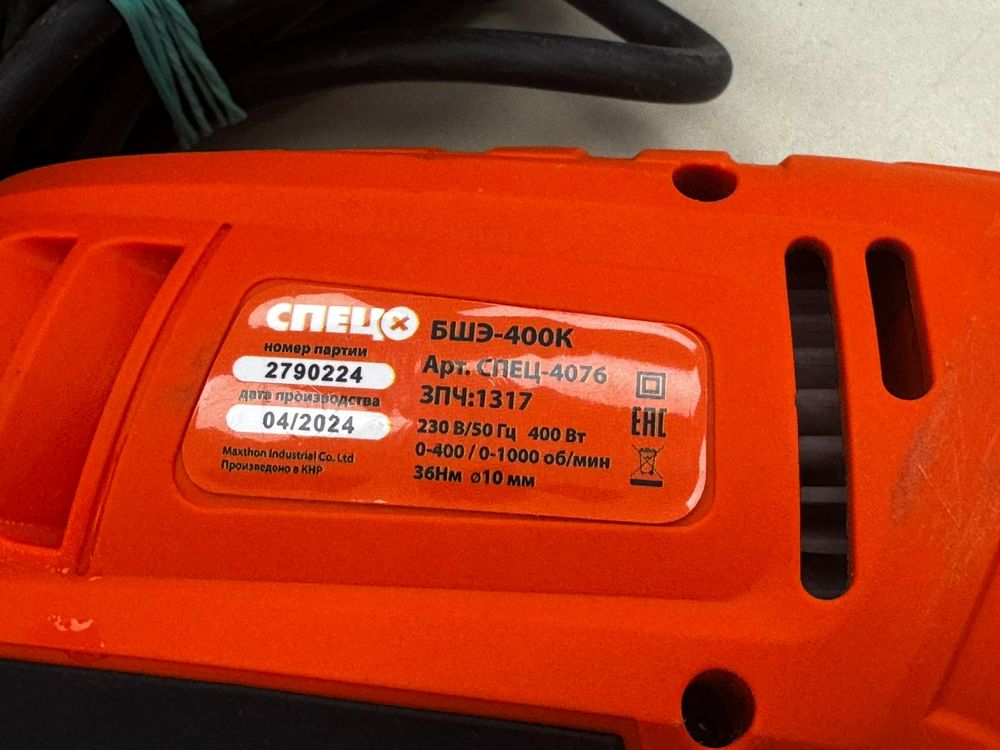 СПЕЦ
номер партии
2790224
дата производства
04/2024
Maxthon Industrial Co. Ltd
Произведено в КНР
БШЭ-400К
Арт. СПЕЦ-4076
ЗПЧ:1317
230 В/50 Гц 400 Вт
0-400 / 0-1000 об/мин
36Нм ⌀10 мм
EAC